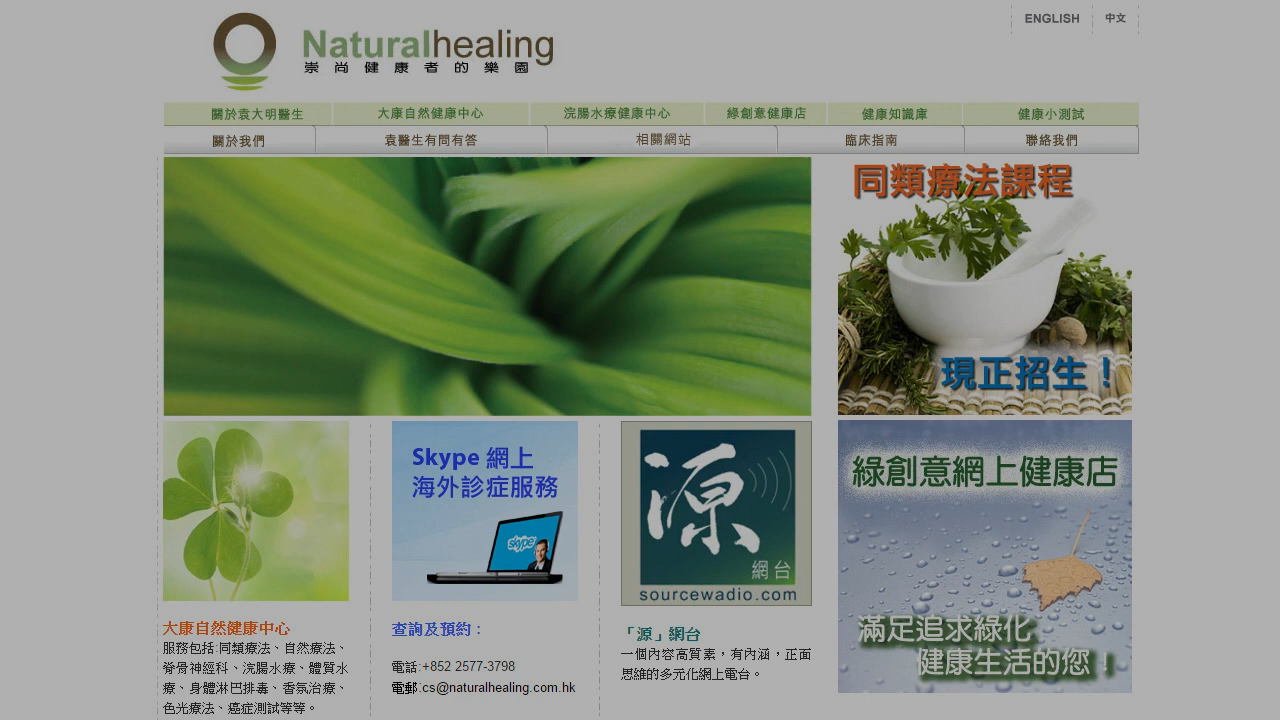 ENGLISH 中文
Naturalhealing
崇尚健康者的樂園
關於袁大明醫生 大康自然健康中心 浣腸水療健康中心 綠創意健康店 健康知識庫 健康小測試
關於我們 袁醫生有問有答 相關網站 臨床指南 聯絡我們
同類療法課程
現正招生！
Skype 網上
海外診症服務
skype
源
網台
sourcewadio.com
綠創意網上健康店
滿足追求綠化
健康生活的您！
大康自然健康中心
服務包括:同類療法、自然療法、
脊骨神經科、浣腸水療、體內氧
療、身體淋巴排毒、香氛治療、
色光療法、癌症測試等等。
查詢及預約：
電話:+852 2577-3798
電郵:cs@naturalhealing.com.hk
「源」網台
一個內容高質素，有內涵，正面
思維的多元化網上電台。